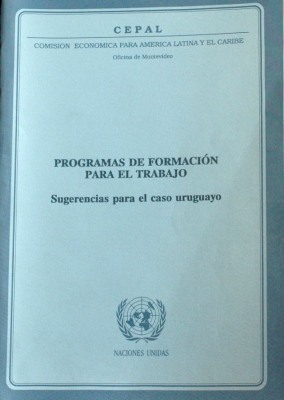 CEPAL
COMISION ECONOMICA PARA AMERICA LATINA Y EL CARIBE
Oficina de Montevideo
PROGRAMAS DE FORMACIÓN
PARA EL TRABAJO
Sugerencias para el caso uruguayo
NACIONES UNIDAS